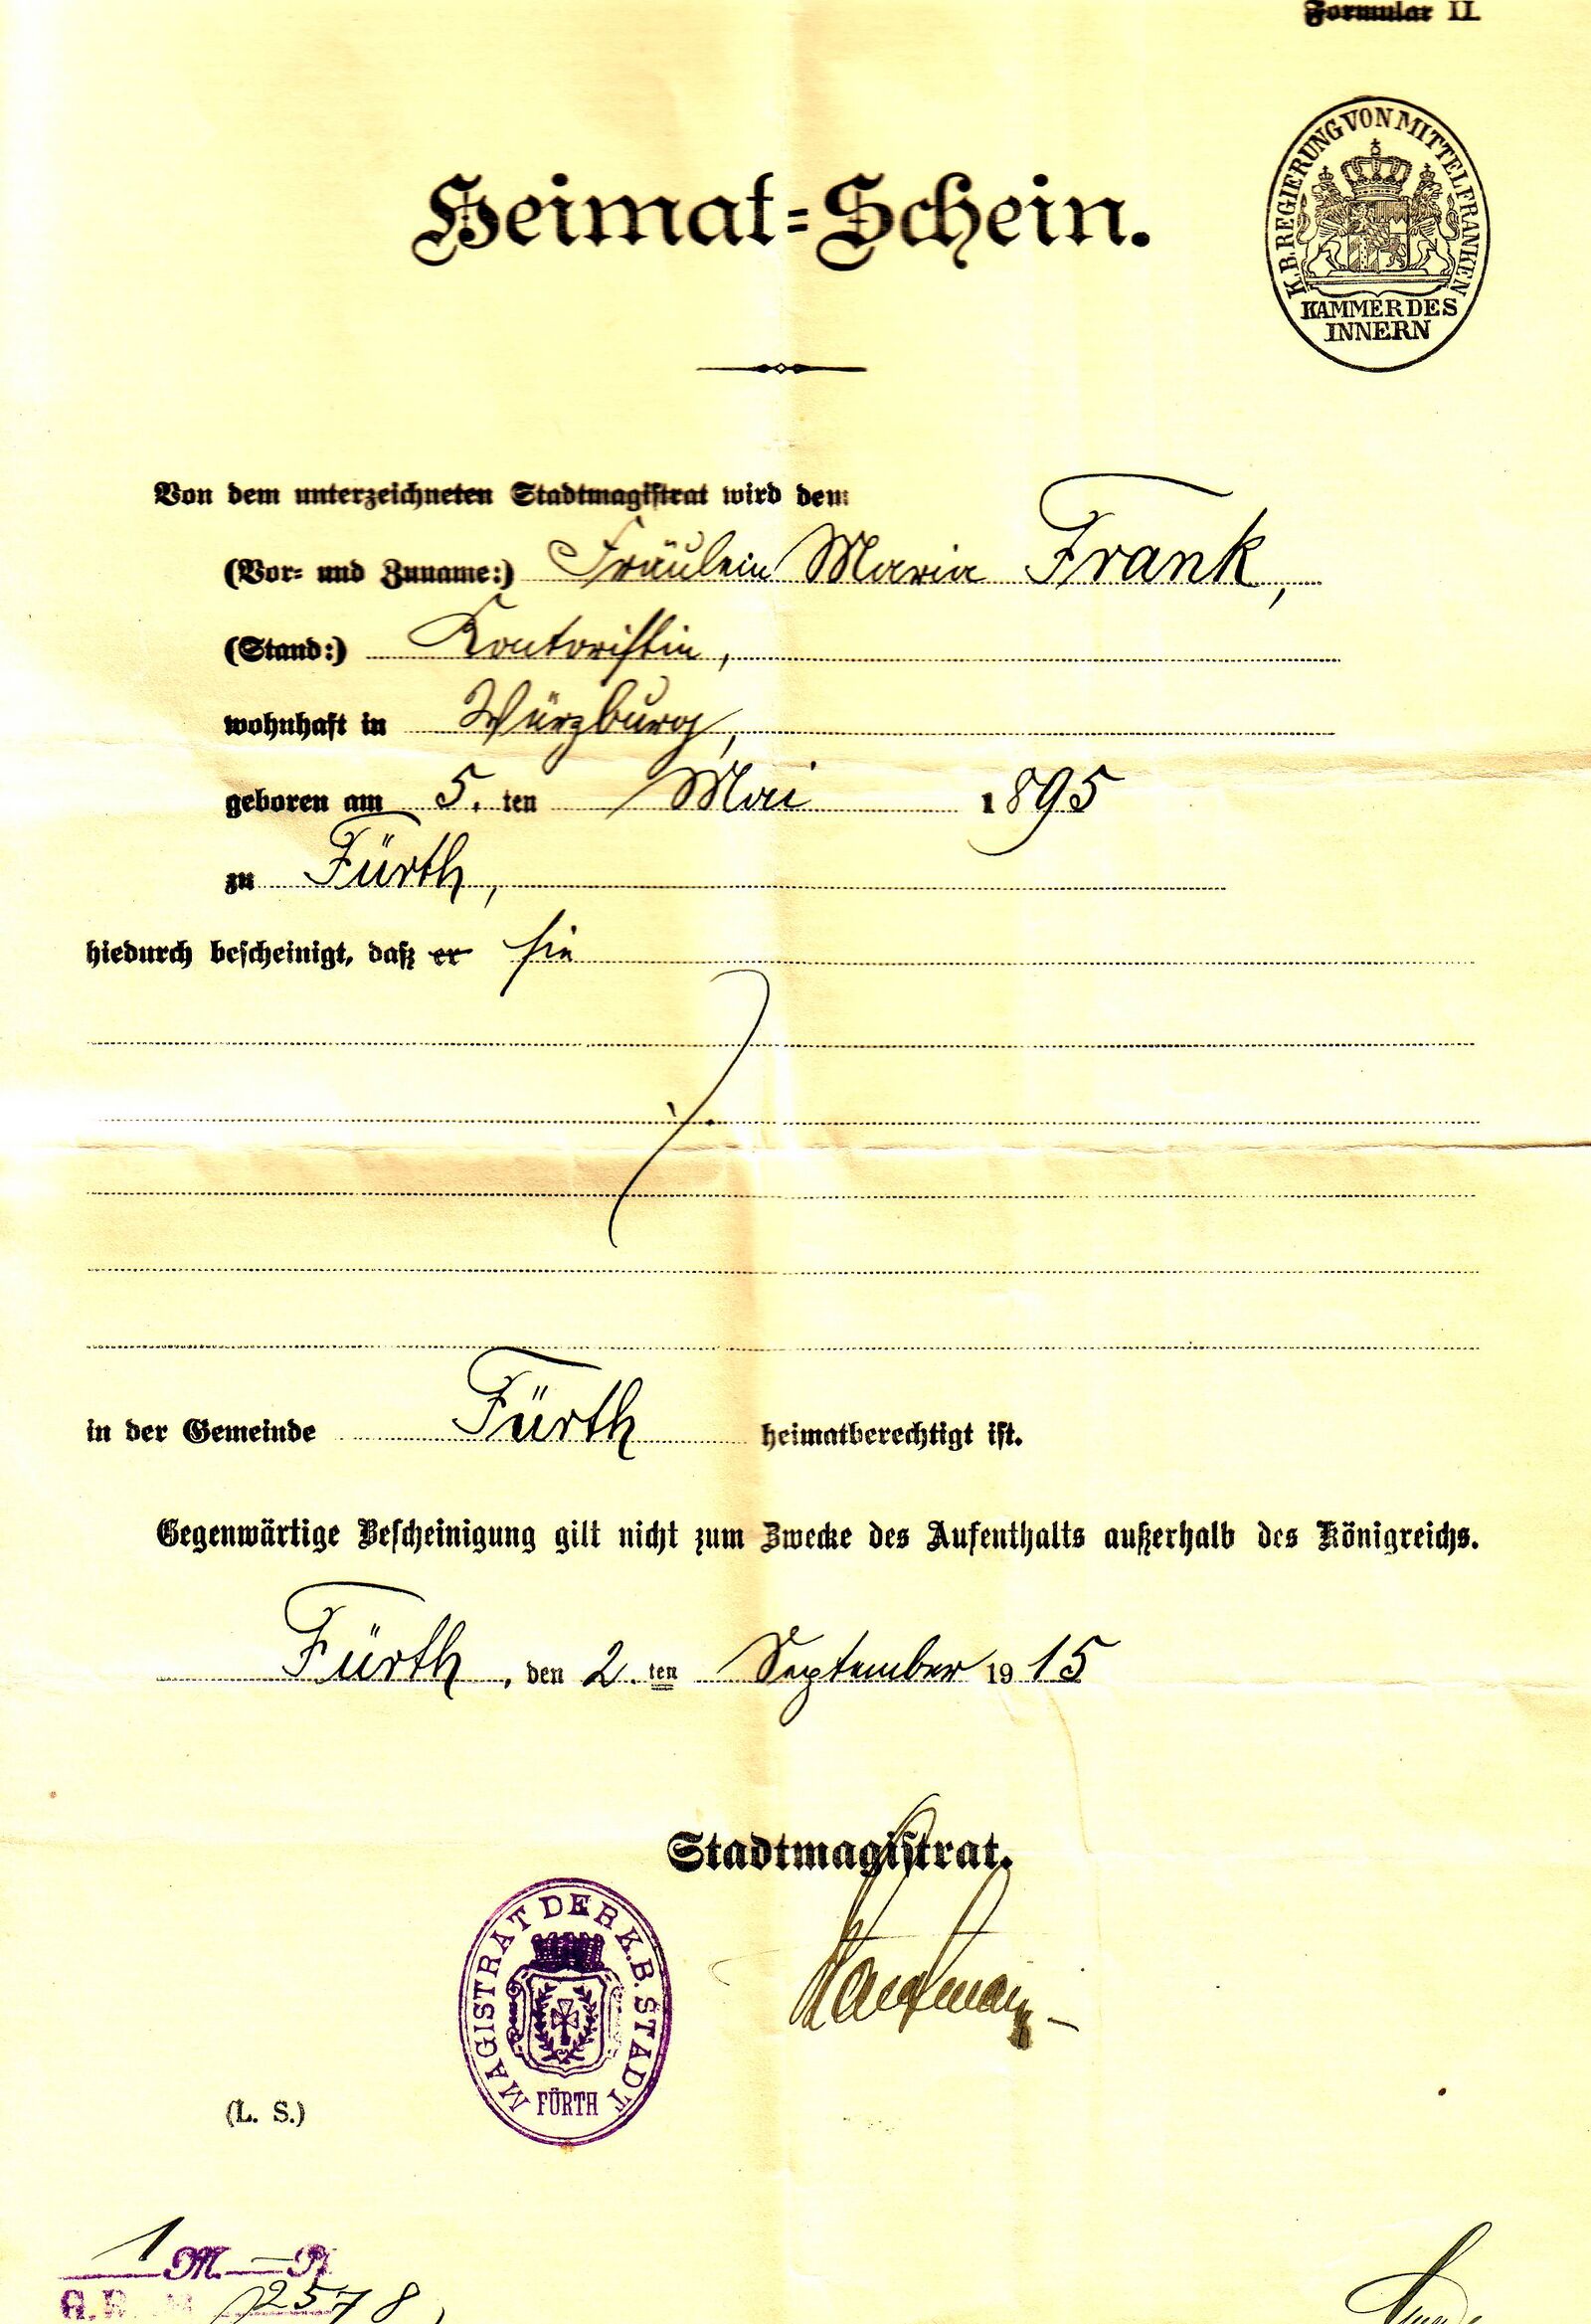 Formular II.
K. B. REGIERUNG VON MITTELFRANKEN
KAMMER DES
INNERN
Heimat=Schein.
Von dem unterzeichneten Stadtmagistrat wird dem
(Vor= und Zuname:) Fräulein Maria Frank,
(Stand:) Kontoristin,
wohnhaft in Würzburg,
geboren am 5. ten Mai 1895
zu Fürth,
hiedurch bescheinigt, daß er sie
in der Gemeinde Fürth heimatberechtigt ist.
Gegenwärtige Bescheinigung gilt nicht zum Zwecke des Aufenthalts außerhalb des Königreichs.
Fürth, den 2. ten September 1915
Stadtmagistrat.
MAGISTRAT DER K. B. STADT
FÜRTH
(L. S.)
1 M. — Pf.
2578